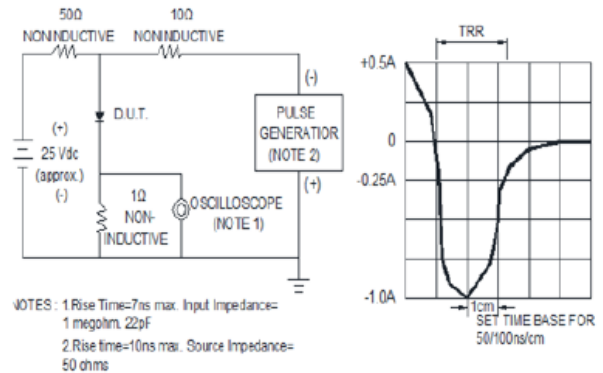 50Ω
NONINDUCTIVE
10Ω
NONINDUCTIVE
(+)
25 Vdc
(approx.)
(-)
D.U.T.
1Ω
NON-
INDUCTIVE
OSCILLOSCOPE
(NOTE 1)
(-)
PULSE
GENERATIOR
(NOTE 2)
(+)
NOTES : 1.Rise Time=7ns max. Input Impedance=
1 megohm. 22pF
2.Rise time=10ns max. Source Impedance=
50 ohms
TRR
+0.5A
0
-0.25A
-1.0A
1cm
SET TIME BASE FOR
50/100ns/cm